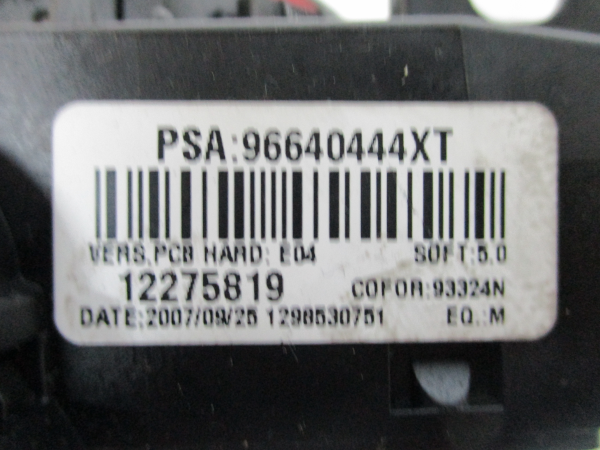 PSA:96640444XT
VERS.PCB HARD: E04 SOFT:5.0
12275819 COFOR:93324N
DATE:2007/09/25 1298530751 EQ.:M